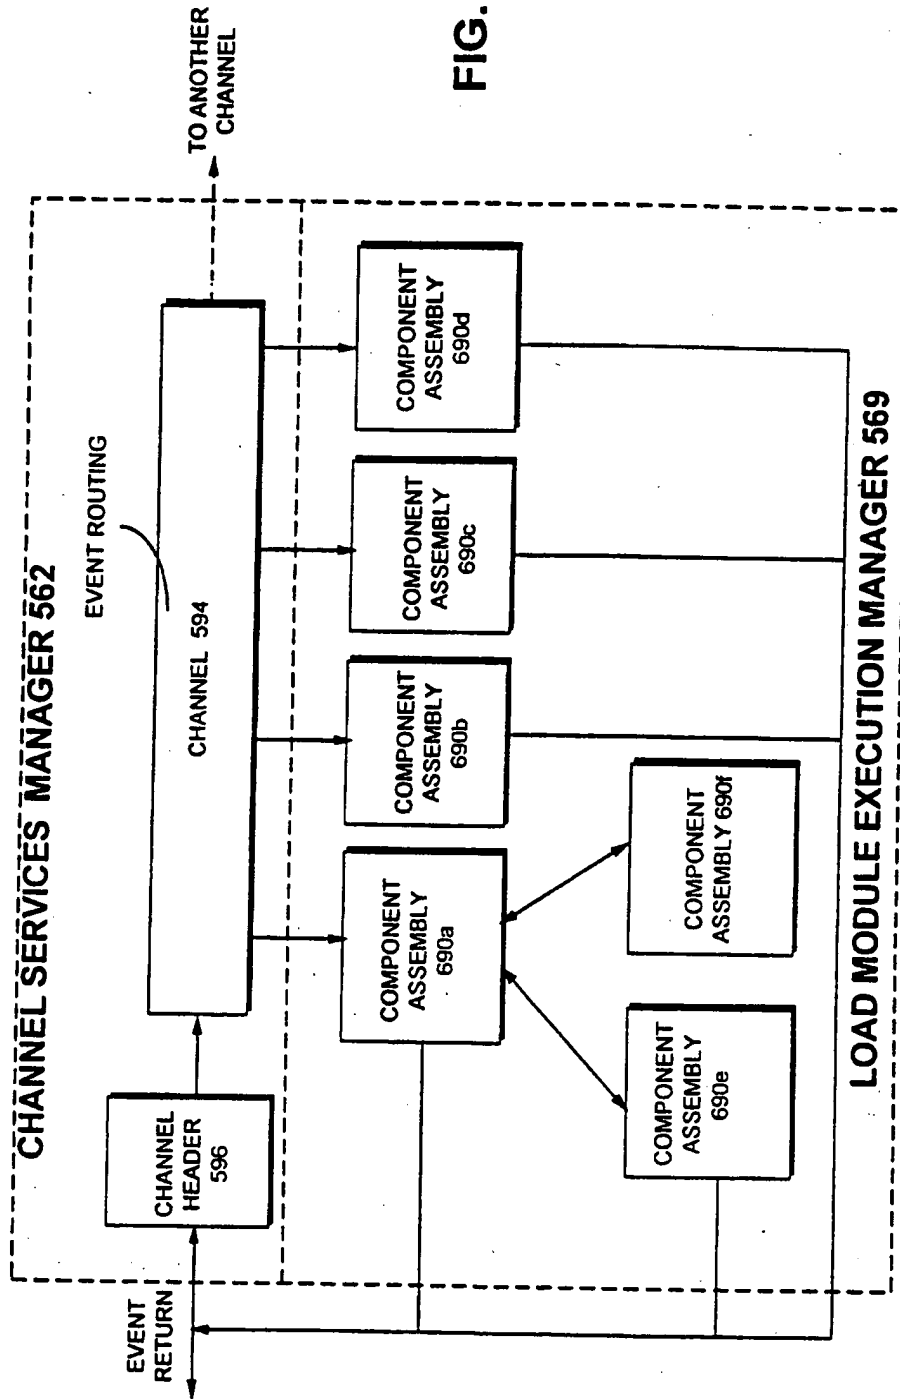 CHANNEL SERVICES MANAGER 562
EVENT
RETURN
CHANNEL
HEADER
596
EVENT ROUTING
CHANNEL 594
TO ANOTHER
CHANNEL
COMPONENT
ASSEMBLY
690a
COMPONENT
ASSEMBLY
690b
COMPONENT
ASSEMBLY
690c
COMPONENT
ASSEMBLY
690d
COMPONENT
ASSEMBLY
690e
COMPONENT
ASSEMBLY 690f
LOAD MODULE EXECUTION MANAGER 569
FIG.